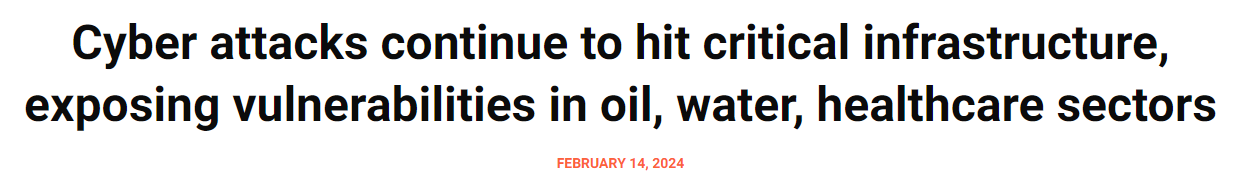 Cyber attacks continue to hit critical infrastructure,
exposing vulnerabilities in oil, water, healthcare sectors
FEBRUARY 14, 2024